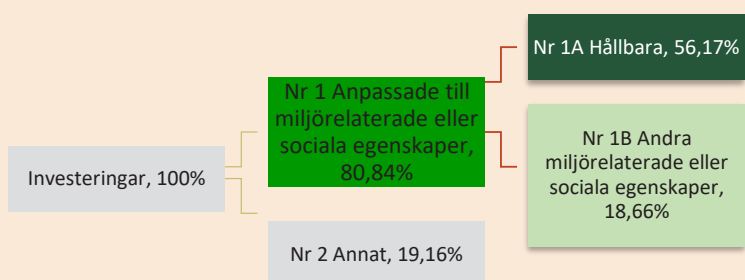 Investeringar, 100%
Nr 1 Anpassade till
miljörelaterade eller
sociala egenskaper,
80,84%
Nr 2 Annat, 19,16%
Nr 1A Hållbara, 56,17%
Nr 1B Andra
miljörelaterade eller
sociala egenskaper,
18,66%